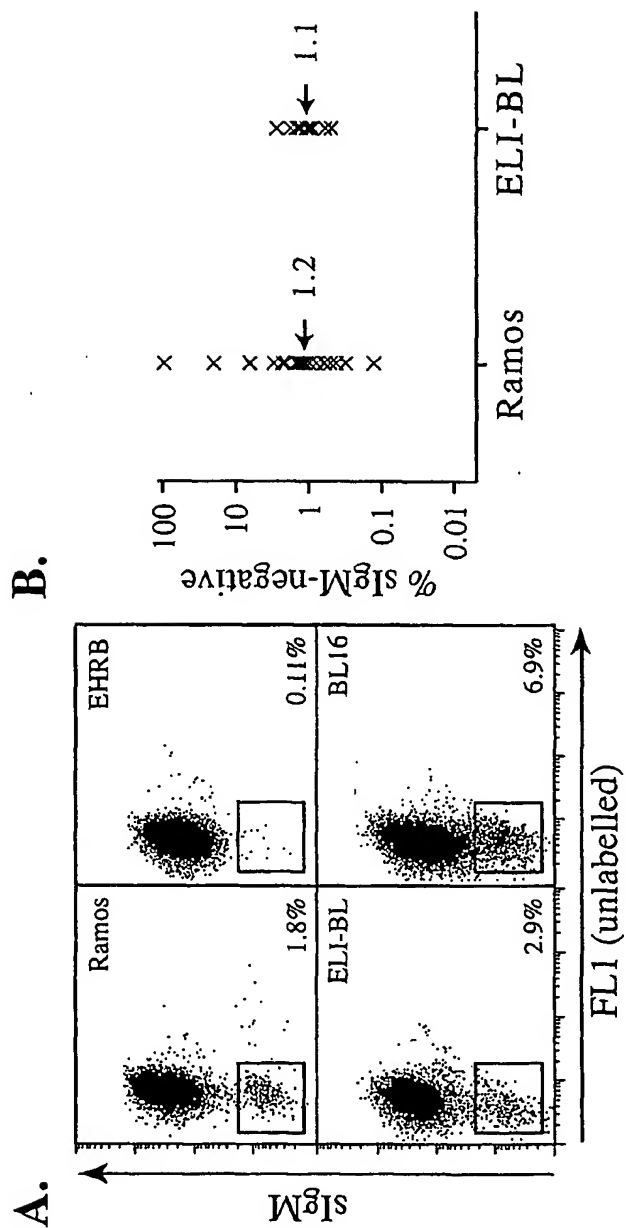 A.
sIgM
Ramos
1.8%
EHRB
0.11%
ELI-BL
2.9%
BL16
6.9%
FL1 (unlabelled)
B.
% sIgM-negative
100
10
1
0.1
0.01
1.2
1.1
Ramos
ELI-BL